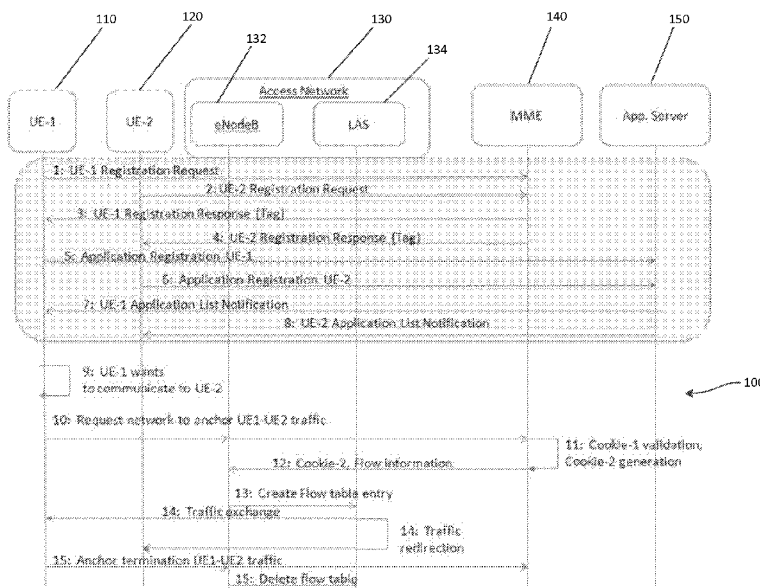 110
120
130
132
134
140
150
Access Network
UE-1
UE-2
eNodeB
LAS
MME
App. Server
1: UE-1 Registration Request
2: UE-2 Registration Request
3: UE-1 Registration Response {Tag}
4: UE-2 Registration Response {Tag}
5: Application Registration UE-1
6: Application Registration UE-2
7: UE-1 Application List Notification
8: UE-2 Application List Notification
9: UE-1 wants
to communicate to UE-2
100
10: Request network to anchor UE1-UE2 traffic
11: Cookie-1 validation,
Cookie-2 generation
12: Cookie-2, Flow information
13: Create Flow table entry
14: Traffic exchange
14: Traffic
redirection
15: Anchor termination UE1-UE2 traffic
15: Delete flow table